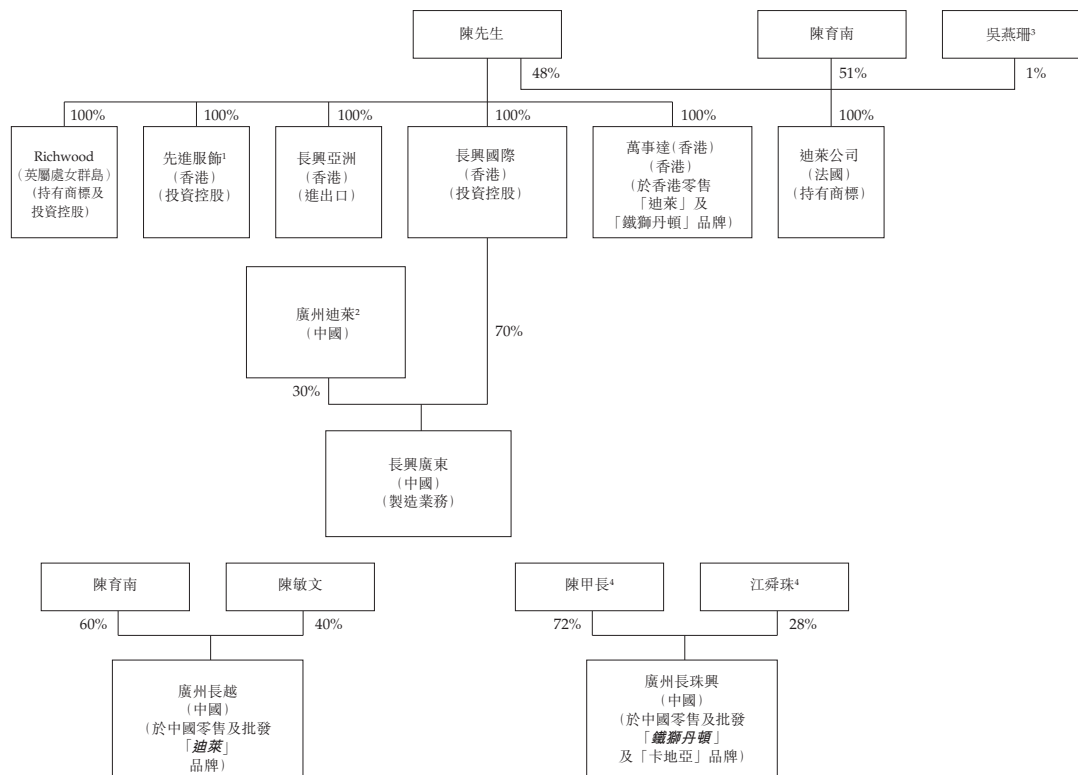 陳先生
陳育南
吳燕珊³
48%
51%
1%
100%
100%
100%
100%
100%
100%
Richwood
(英屬處女群島)
(持有商標及
投資控股)
先進服飾¹
(香港)
(投資控股)
長興亞洲
(香港)
(進出口)
長興國際
(香港)
(投資控股)
萬事達(香港)
(香港)
(於香港零售
「迪萊」及
「鐵獅丹頓」品牌)
迪萊公司
(法國)
(持有商標)
廣州迪萊²
(中國)
70%
30%
長興廣東
(中國)
(製造業務)
陳育南
陳敏文
陳甲長⁴
江舜珠⁴
60%
40%
72%
28%
廣州長越
(中國)
(於中國零售及批發
「迪萊」
品牌)
廣州長珠興
(中國)
(於中國零售及批發
「鐵獅丹頓」
及「卡地亞」品牌)